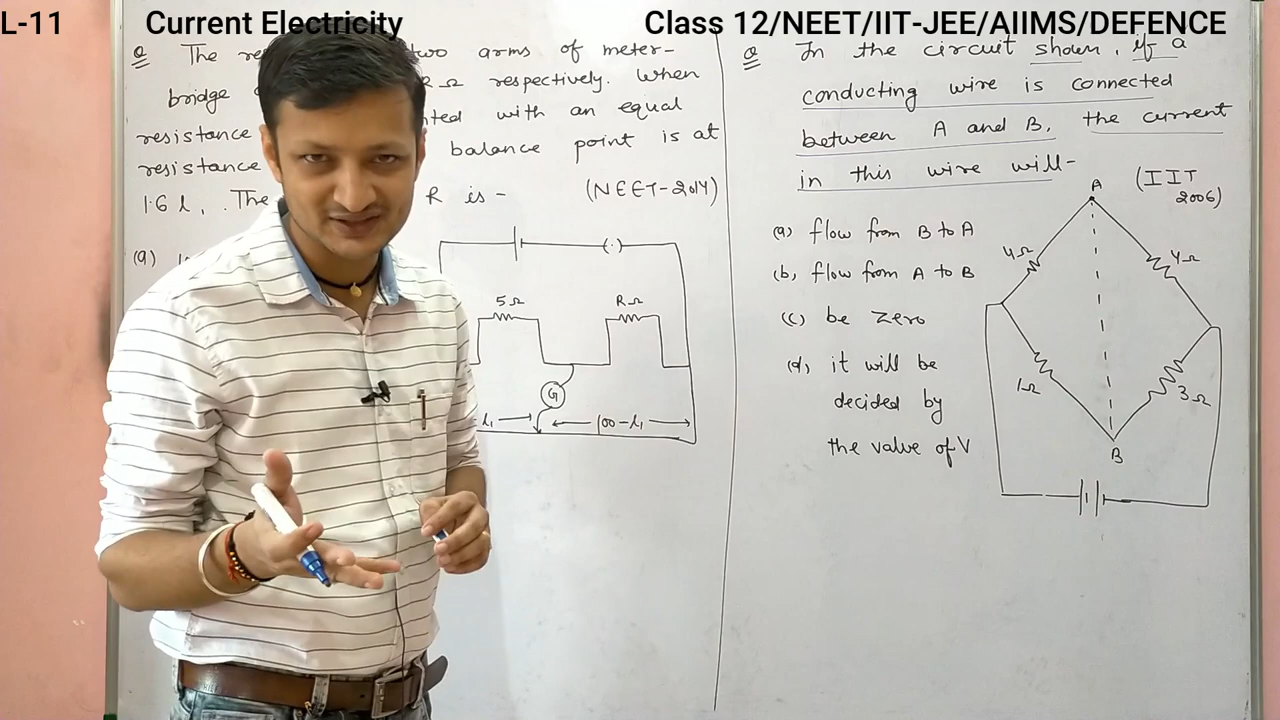 L-11 Current Electricity Class 12/NEET/IIT-JEE/AIIMS/DEFENCE
Q The two arms of meter-
bridge R Ω respectively. When
resistance with an equal
resistance balance point is at
1.6 l, The R is - (NEET-2014)
(a)
5Ω RΩ
G
l₁ 100-l₁
Q In the circuit shown, if a
conducting wire is connected
between A and B, the current
in this wire will-
(IIT 2006)
(a) flow from B to A
(b) flow from A to B
(c) be zero
(d) it will be
decided by
the value of V
A
4Ω 4Ω
1Ω 3Ω
B